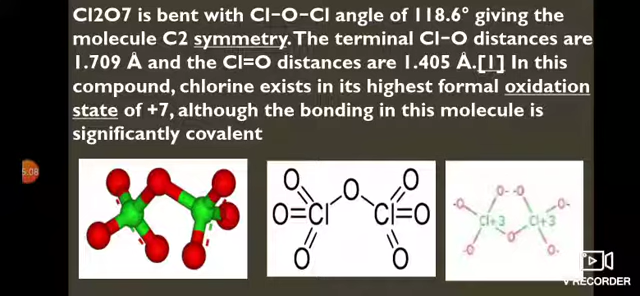 Cl2O7 is bent with Cl−O−Cl angle of 118.6° giving the
molecule C2 symmetry. The terminal Cl−O distances are
1.709 Å and the Cl=O distances are 1.405 Å.[1] In this
compound, chlorine exists in its highest formal oxidation
state of +7, although the bonding in this molecule is
significantly covalent
5:08
O O O
O=Cl Cl=O
O O
-O O- -O O-
Cl+3 Cl+3
-O O O-
V RECORDER